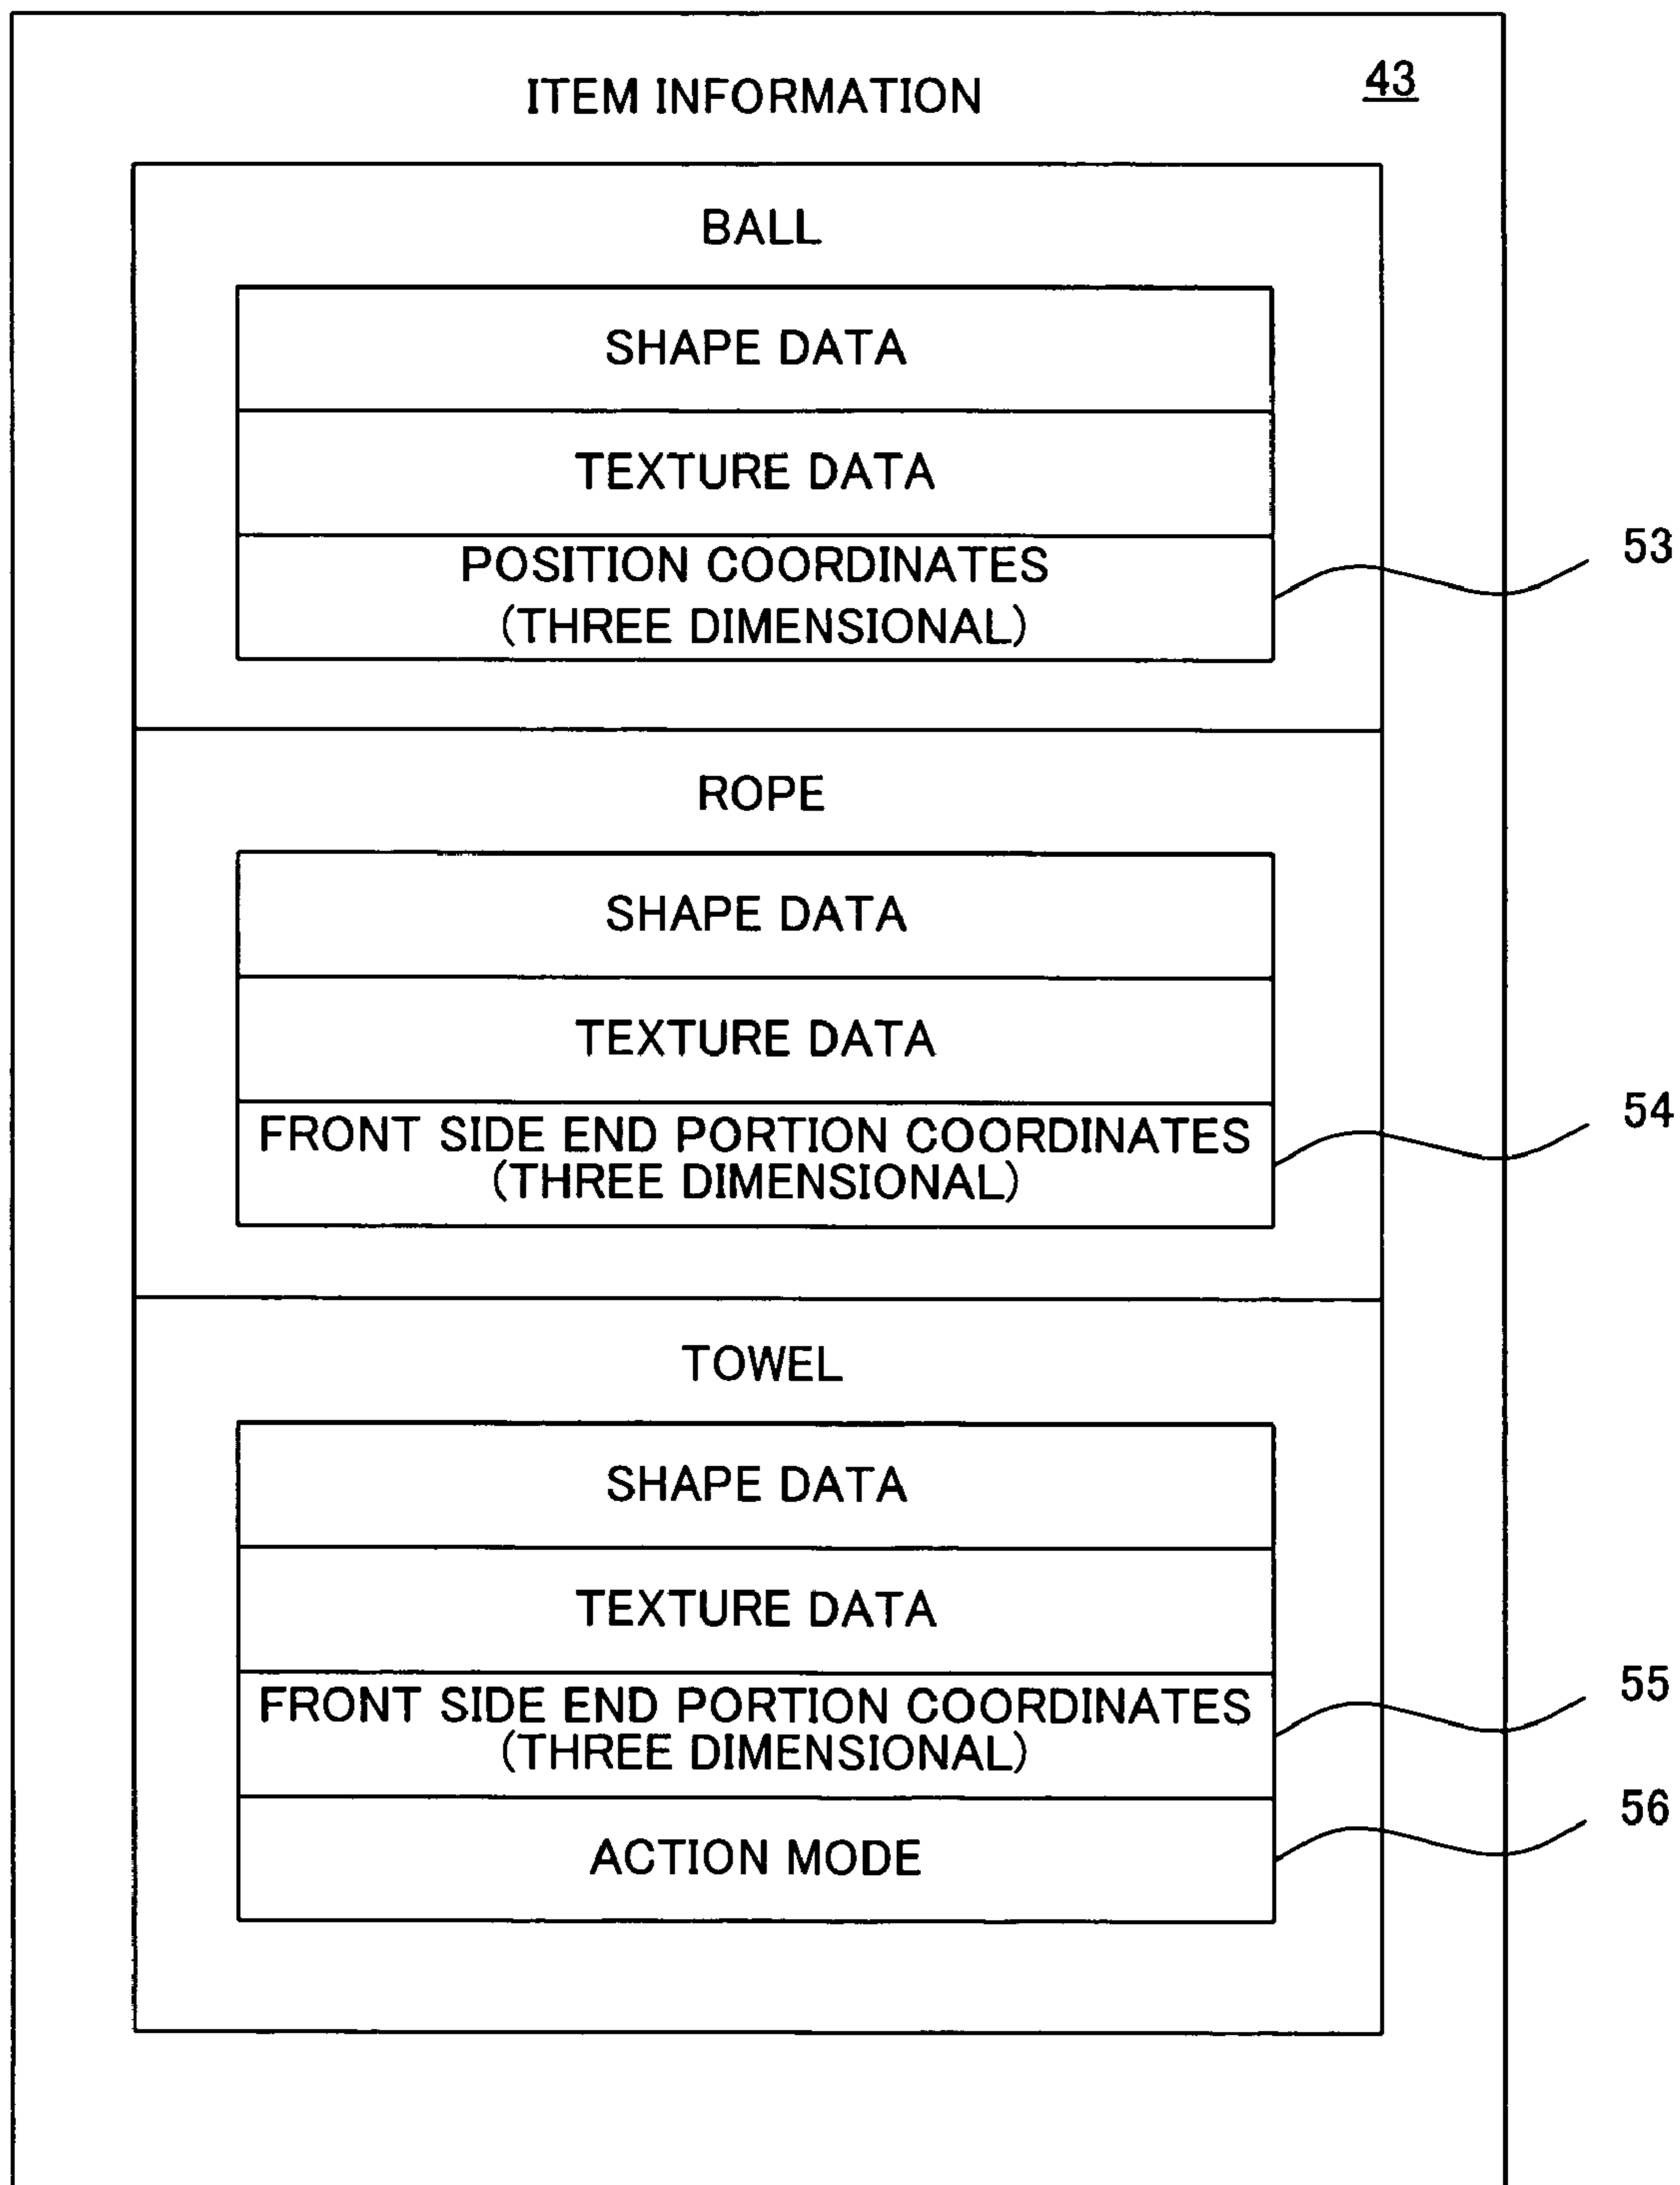 ITEM INFORMATION
43
BALL
SHAPE DATA
TEXTURE DATA
POSITION COORDINATES
(THREE DIMENSIONAL)
53
ROPE
SHAPE DATA
TEXTURE DATA
FRONT SIDE END PORTION COORDINATES
(THREE DIMENSIONAL)
54
TOWEL
SHAPE DATA
TEXTURE DATA
FRONT SIDE END PORTION COORDINATES
(THREE DIMENSIONAL)
55
ACTION MODE
56